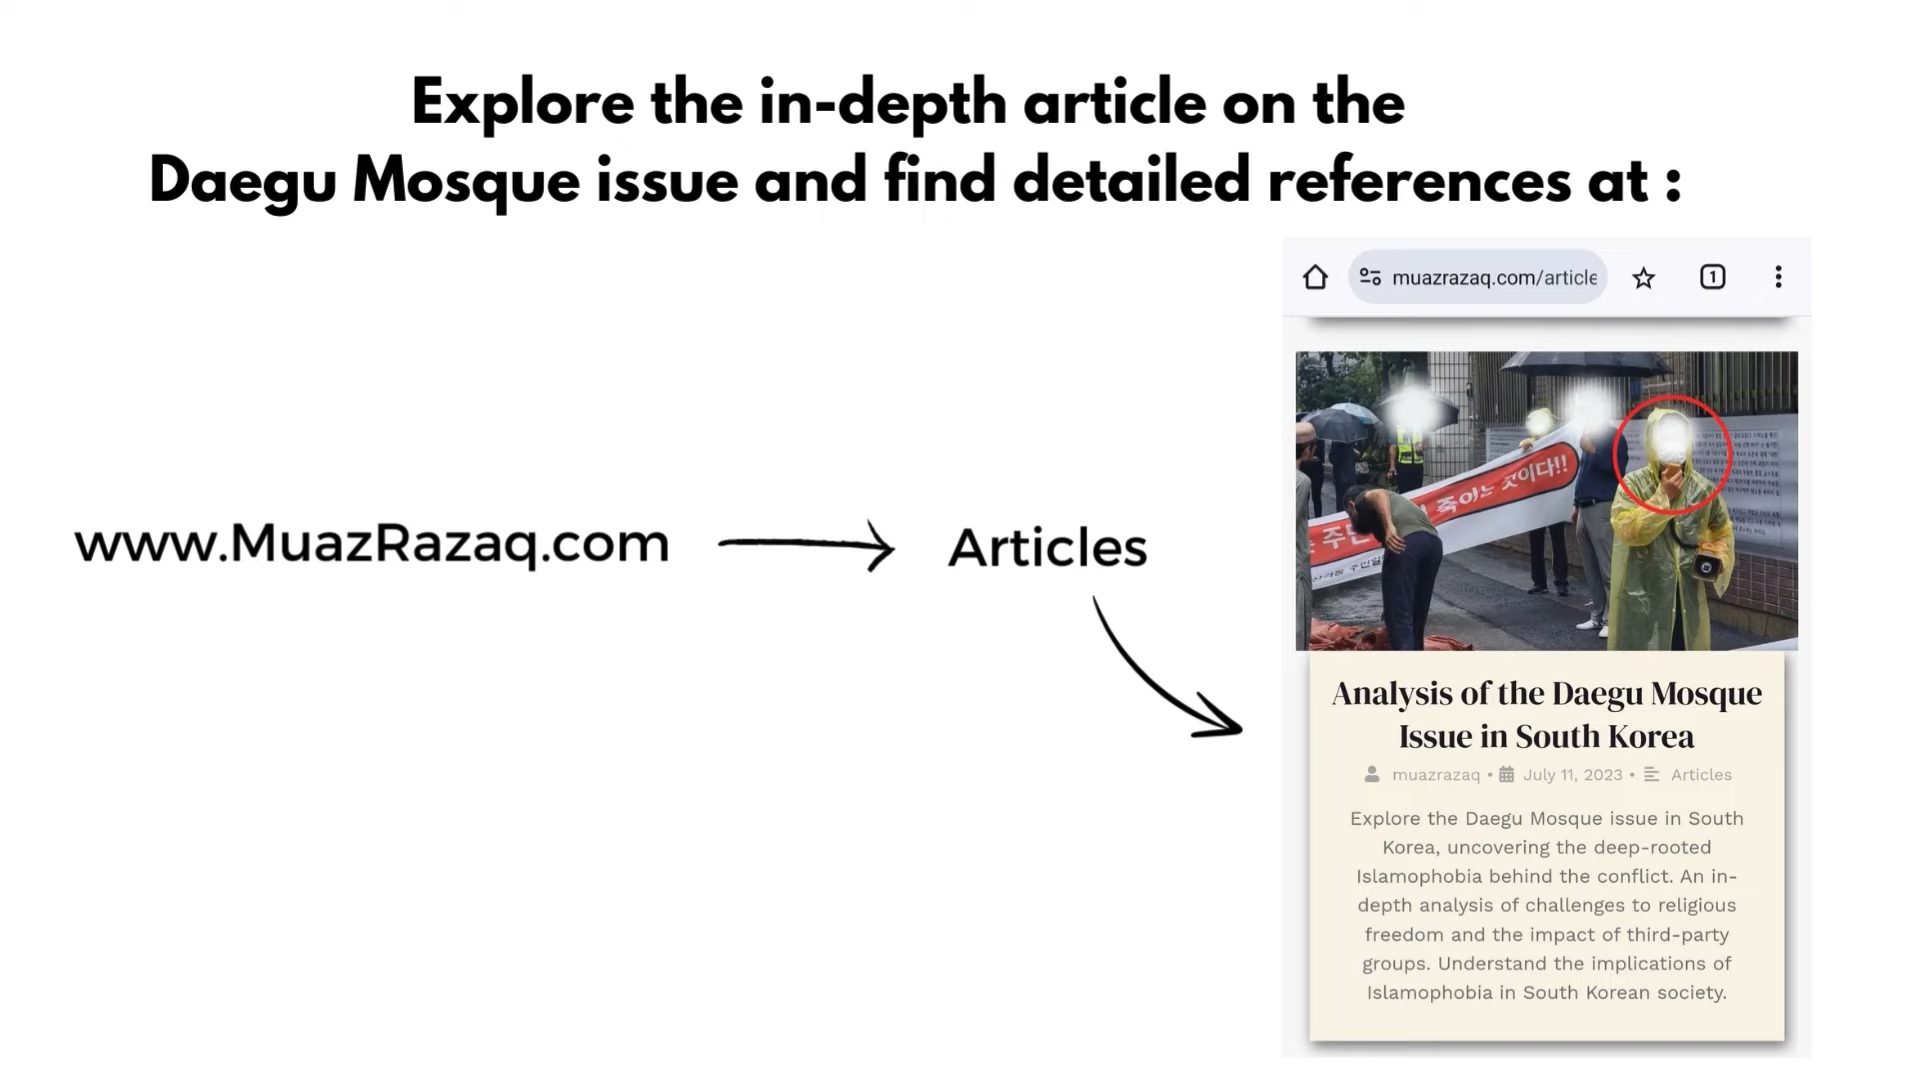 Explore the in-depth article on the
Daegu Mosque issue and find detailed references at :
www.MuazRazaq.com
Articles
muazrazaq.com/article
1
죽이는 것이다!!
Analysis of the Daegu Mosque
Issue in South Korea
muazrazaq • July 11, 2023 • Articles
Explore the Daegu Mosque issue in South
Korea, uncovering the deep-rooted
Islamophobia behind the conflict. An in-
depth analysis of challenges to religious
freedom and the impact of third-party
groups. Understand the implications of
Islamophobia in South Korean society.